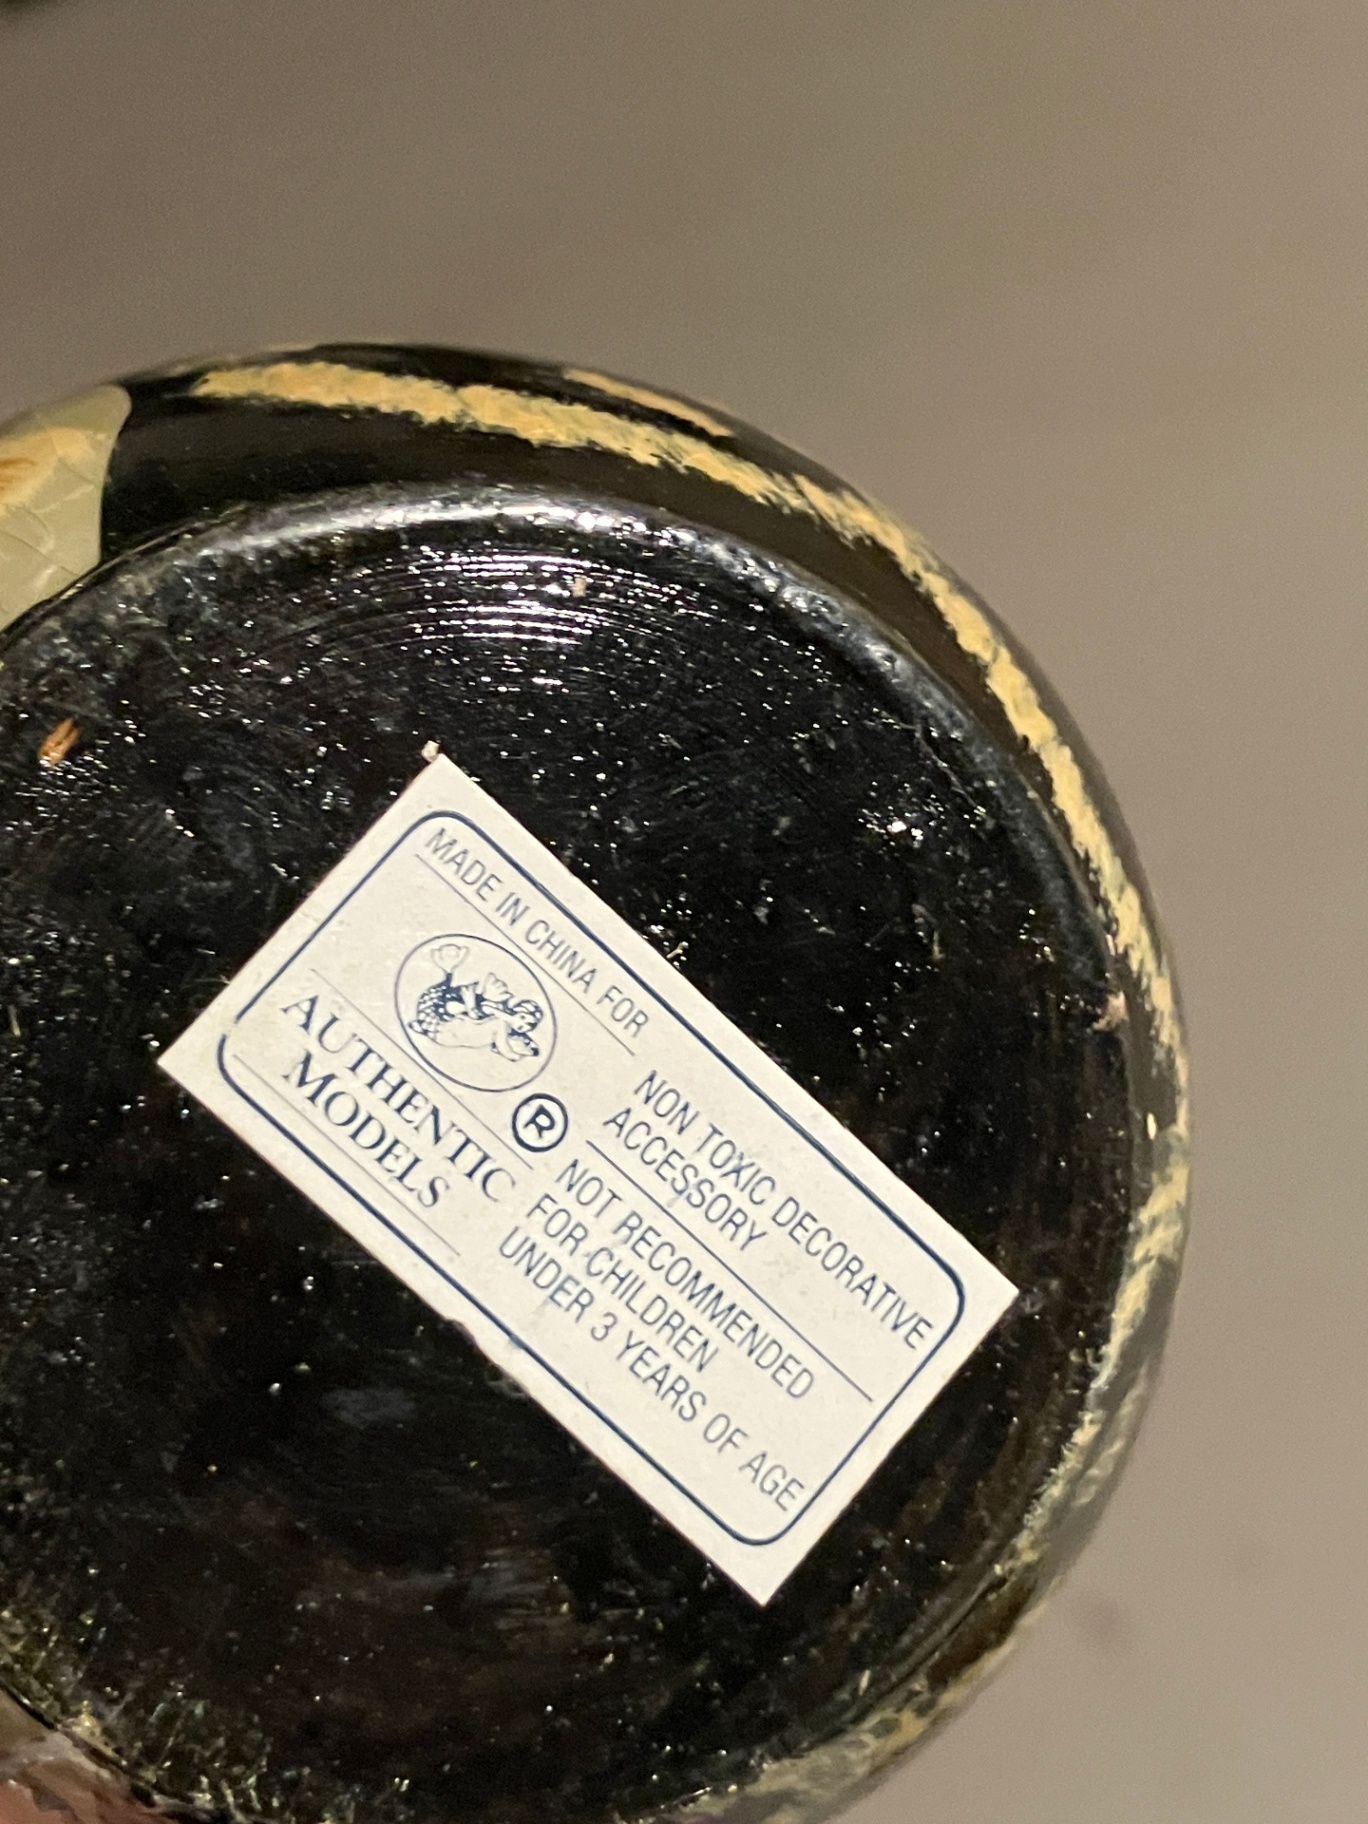 MADE IN CHINA FOR
®
AUTHENTIC
MODELS
NON TOXIC DECORATIVE
ACCESSORY
NOT RECOMMENDED
FOR CHILDREN
UNDER 3 YEARS OF AGE